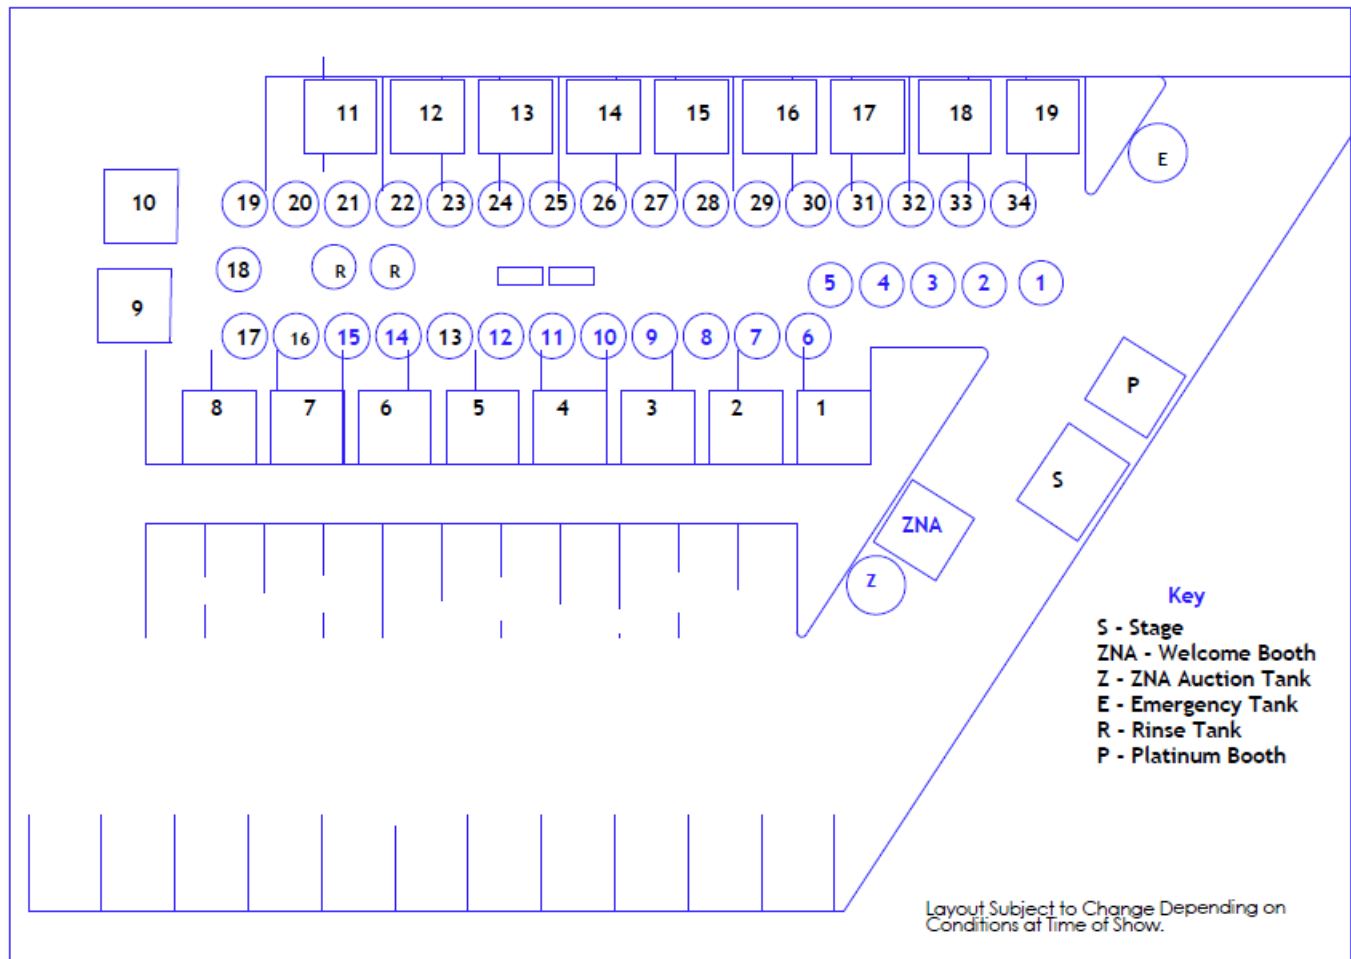 11 12 13 14 15 16 17 18 19
E
10
19 20 21 22 23 24 25 26 27 28 29 30 31 32 33 34
18 R R
5 4 3 2 1
9
17 16 15 14 13 12 11 10 9 8 7 6
P
8 7 6 5 4 3 2 1
S
ZNA
Z
Key
S - Stage
ZNA - Welcome Booth
Z - ZNA Auction Tank
E - Emergency Tank
R - Rinse Tank
P - Platinum Booth
Layout Subject to Change Depending on
Conditions at Time of Show.